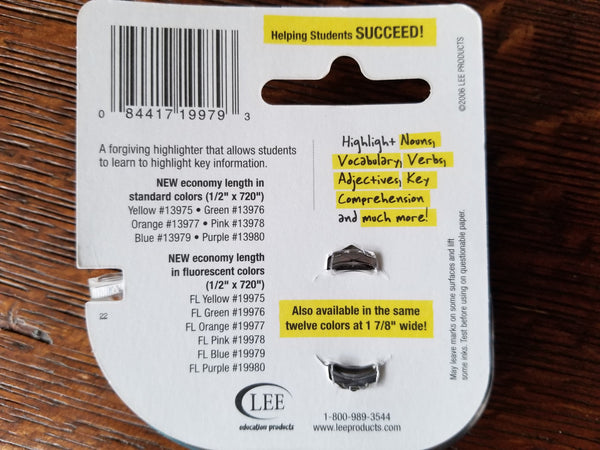 Helping Students SUCCEED!
©2006 LEE PRODUCTS
0 84417 19979 3
A forgiving highlighter that allows students
to learn to highlight key information.
NEW economy length in
standard colors (1/2" x 720")
Yellow #13975 • Green #13976
Orange #13977 • Pink #13978
Blue #13979 • Purple #13980
NEW economy length
in fluorescent colors
(1/2" x 720")
FL Yellow #19975
FL Green #19976
FL Orange #19977
FL Pink #19978
FL Blue #19979
FL Purple #19980
22
Highlight Nouns,
Vocabulary, Verbs,
Adjectives, Key
Comprehension
and much more!
Also available in the same
twelve colors at 1 7/8" wide!
May leave marks on some surfaces and lift
some inks. Test before using on questionable paper.
LEE
education products
1-800-989-3544
www.leeproducts.com